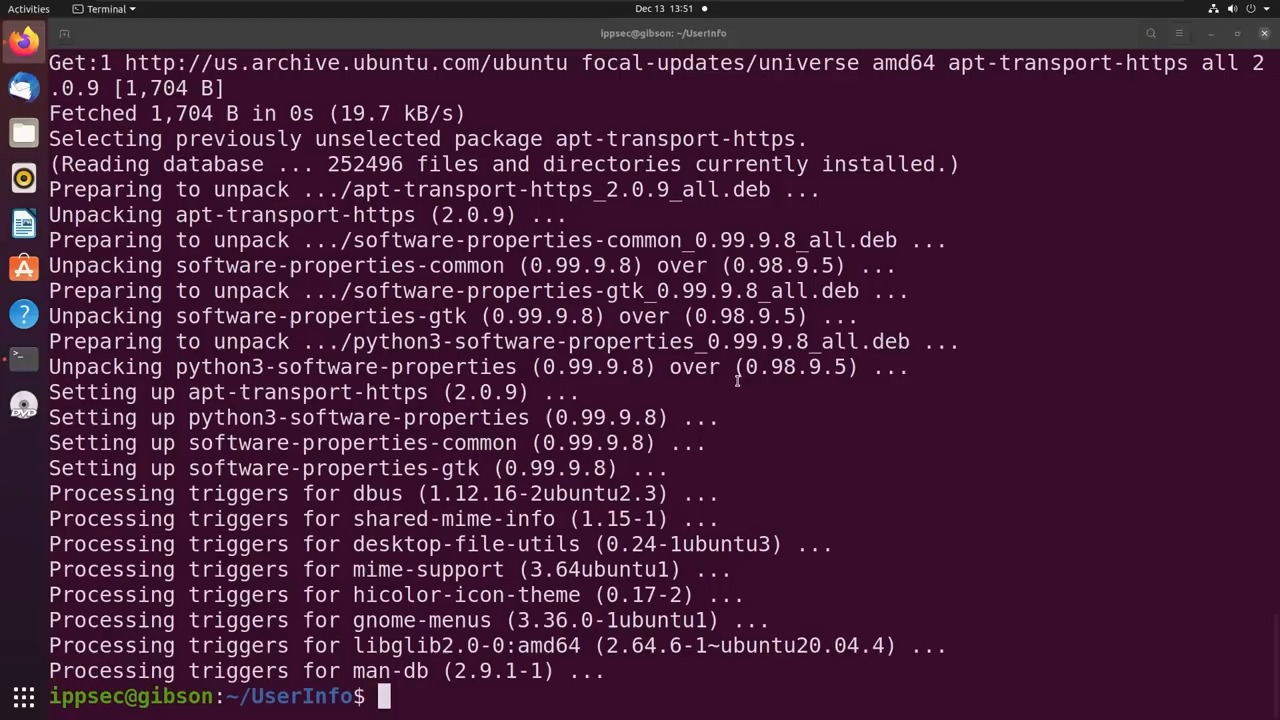 Activities Terminal Dec 13 13:51
ippsec@gibson: ~/UserInfo
Get:1 http://us.archive.ubuntu.com/ubuntu focal-updates/universe amd64 apt-transport-https all 2
.0.9 [1,704 B]
Fetched 1,704 B in 0s (19.7 kB/s)
Selecting previously unselected package apt-transport-https.
(Reading database ... 252496 files and directories currently installed.)
Preparing to unpack .../apt-transport-https_2.0.9_all.deb ...
Unpacking apt-transport-https (2.0.9) ...
Preparing to unpack .../software-properties-common_0.99.9.8_all.deb ...
Unpacking software-properties-common (0.99.9.8) over (0.98.9.5) ...
Preparing to unpack .../software-properties-gtk_0.99.9.8_all.deb ...
Unpacking software-properties-gtk (0.99.9.8) over (0.98.9.5) ...
Preparing to unpack .../python3-software-properties_0.99.9.8_all.deb ...
Unpacking python3-software-properties (0.99.9.8) over (0.98.9.5) ...
Setting up apt-transport-https (2.0.9) ...
Setting up python3-software-properties (0.99.9.8) ...
Setting up software-properties-common (0.99.9.8) ...
Setting up software-properties-gtk (0.99.9.8) ...
Processing triggers for dbus (1.12.16-2ubuntu2.3) ...
Processing triggers for shared-mime-info (1.15-1) ...
Processing triggers for desktop-file-utils (0.24-1ubuntu3) ...
Processing triggers for mime-support (3.64ubuntu1) ...
Processing triggers for hicolor-icon-theme (0.17-2) ...
Processing triggers for gnome-menus (3.36.0-1ubuntu1) ...
Processing triggers for libglib2.0-0:amd64 (2.64.6-1~ubuntu20.04.4) ...
Processing triggers for man-db (2.9.1-1) ...
ippsec@gibson:~/UserInfo$